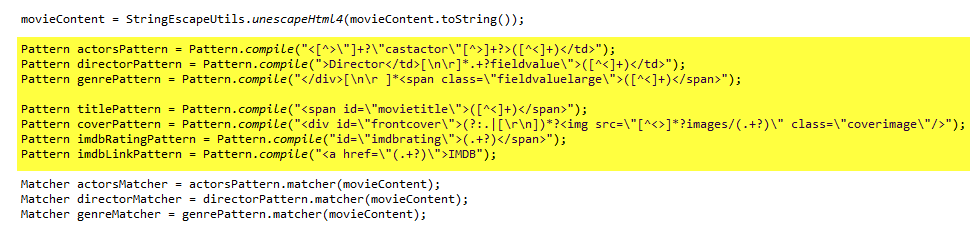 movieContent = StringEscapeUtils.unescapeHtml4(movieContent.toString());
Pattern actorsPattern = Pattern.compile("<[^>\"]+?\"castactor\"[^>]+?>([^<]+)</td>");
Pattern directorPattern = Pattern.compile(">Director</td>[\n\r]*.+?fieldvalue\">([^<]+)</td>");
Pattern genrePattern = Pattern.compile("</div>[\n\r ]*<span class=\"fieldvaluelarge\">([^<]+)</span>");
Pattern titlePattern = Pattern.compile("<span id=\"movietitle\">([^<]+)</span>");
Pattern coverPattern = Pattern.compile("<div id=\"frontcover\">(?:.|[\r\n])*?<img src=\"[^<>]*?images/(.+?)\" class=\"coverimage\"/>");
Pattern imdbRatingPattern = Pattern.compile("id=\"imdbrating\">(.+?)</span>");
Pattern imdbLinkPattern = Pattern.compile("<a href=\"(.+?)\">IMDB");
Matcher actorsMatcher = actorsPattern.matcher(movieContent);
Matcher directorMatcher = directorPattern.matcher(movieContent);
Matcher genreMatcher = genrePattern.matcher(movieContent);